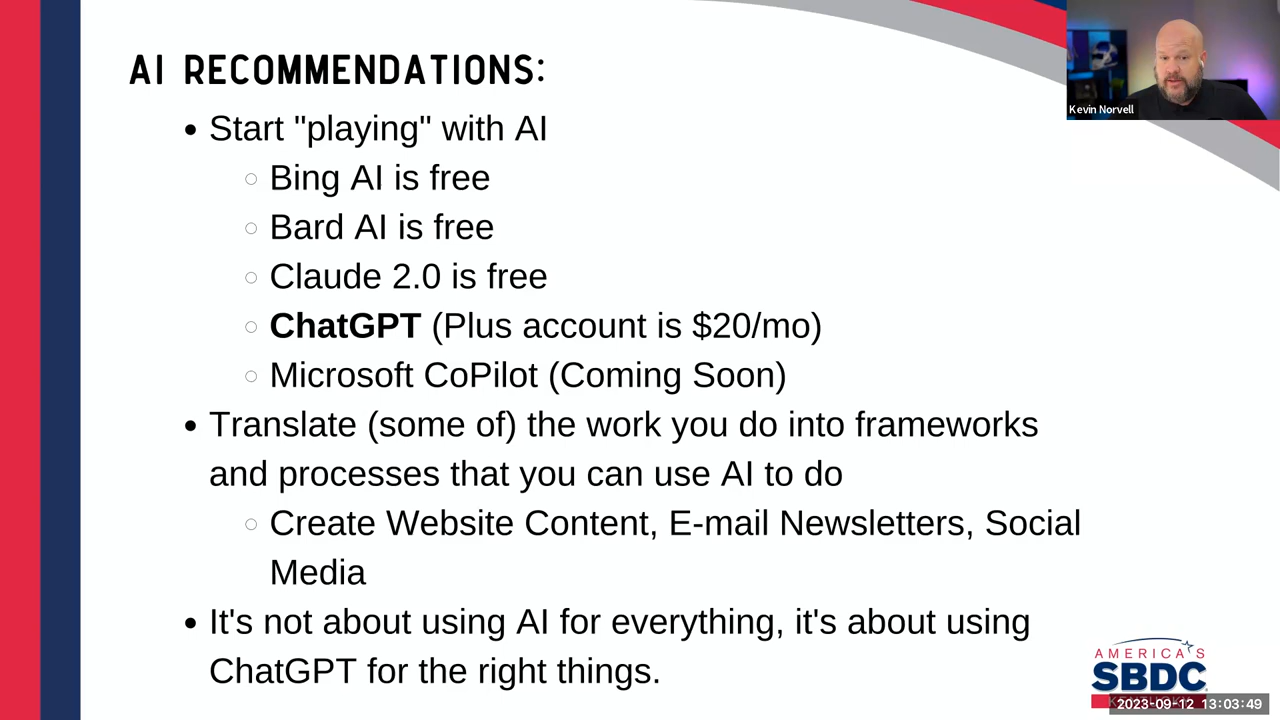 AI RECOMMENDATIONS:
Kevin Norvell
• Start "playing" with AI
○ Bing AI is free
○ Bard AI is free
○ Claude 2.0 is free
○ ChatGPT (Plus account is $20/mo)
○ Microsoft CoPilot (Coming Soon)
• Translate (some of) the work you do into frameworks
and processes that you can use AI to do
○ Create Website Content, E-mail Newsletters, Social
Media
• It's not about using AI for everything, it's about using
ChatGPT for the right things.
AMERICA'S
SBDC
2023-09-12 13:03:49